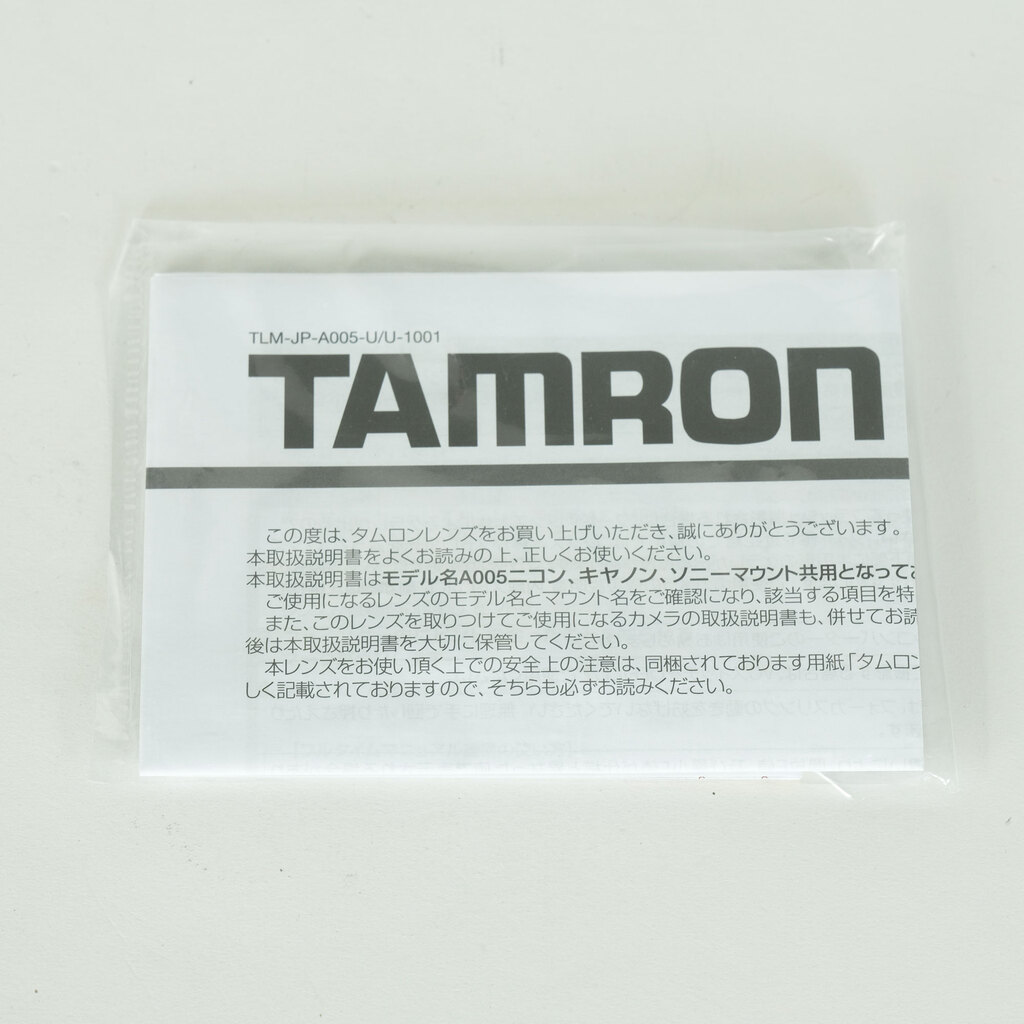 TLM-JP-A005-U/U-1001
TAMRON
この度は、タムロンレンズをお買い上げいただき、誠にありがとうございます。
本取扱説明書をよくお読みの上、正しくお使いください。
本取扱説明書はモデル名A005ニコン、キヤノン、ソニーマウント共用となって
ご使用になるレンズのモデル名とマウント名をご確認になり、該当する項目を特
また、このレンズを取りつけてご使用になるカメラの取扱説明書も、併せてお読
後は本取扱説明書を大切に保管してください。
本レンズをお使い頂く上での安全上の注意は、同梱されております用紙「タムロン
しく記載されておりますので、そちらも必ずお読みください。